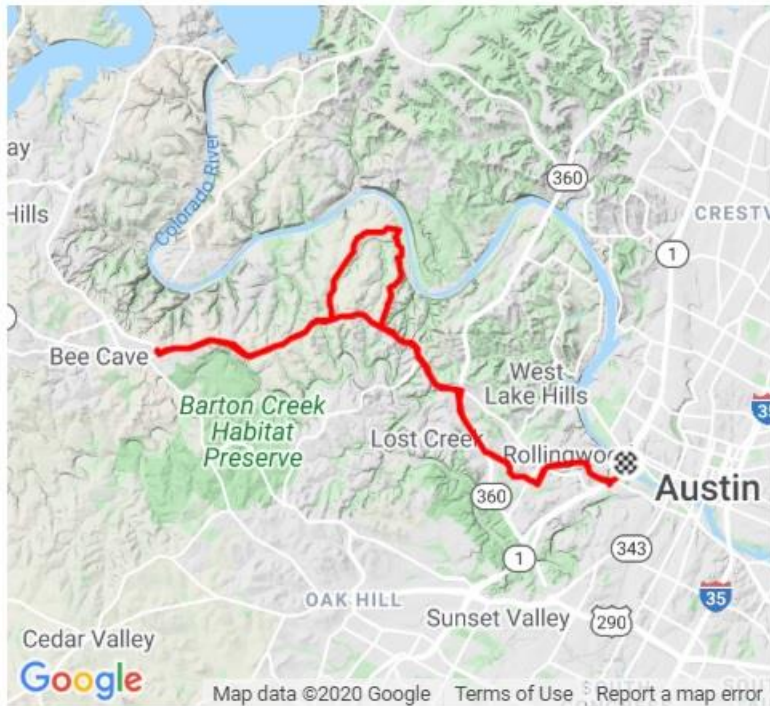 360
CRESTV
ay
Hills
Colorado River
1
Bee Cave
West
Lake Hills
35
Barton Creek
Habitat
Preserve
Lost Creek
Rollingwoo
Austin
360
1
343
OAK HILL
35
Sunset Valley
290
Cedar Valley
Google
Map data ©2020 Google Terms of Use Report a map error